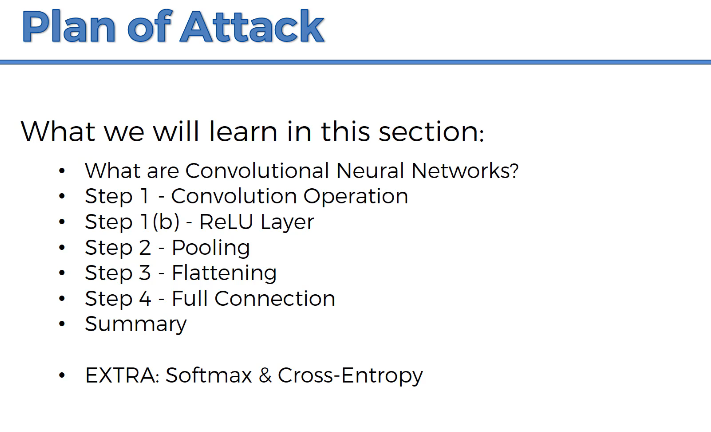 Plan of Attack
What we will learn in this section:
• What are Convolutional Neural Networks?
• Step 1 - Convolution Operation
• Step 1(b) - ReLU Layer
• Step 2 - Pooling
• Step 3 - Flattening
• Step 4 - Full Connection
• Summary
• EXTRA: Softmax & Cross-Entropy